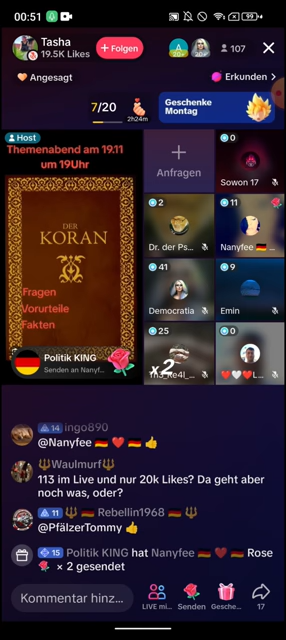 00:51
99+
Tasha
19.5K Likes
+ Folgen
20+
20+
107
Angesagt
Erkunden >
7/20
2h24m
Geschenke
Montag
Host
Themenabend am 19.11
um 19Uhr
DER
KORAN
Fragen
Vorurteile
Fakten
Politik KING
Senden an Nanyf...
+
Anfragen
0
Sowon 17
2
Dr. der Ps...
11
Nanyfee 🇩🇪 ...
41
Democratia
9
Emin
25
x2
0
❤️🤍❤️L...
14 ingo890
@Nanyfee 🇩🇪 ❤️ 🇩🇪 👍
🔱Waulmurf🔱
113 im Live und nur 20k Likes? Da geht aber
noch was, oder?
11 🔱 🇩🇪 Rebellin1968 🇩🇪 🔱
@PfälzerTommy 👍
15 Politik KING hat Nanyfee 🇩🇪 ❤️ 🇩🇪 Rose
🌹 × 2 gesendet
Kommentar hinz...
LIVE mi...
Senden
Gesche...
17